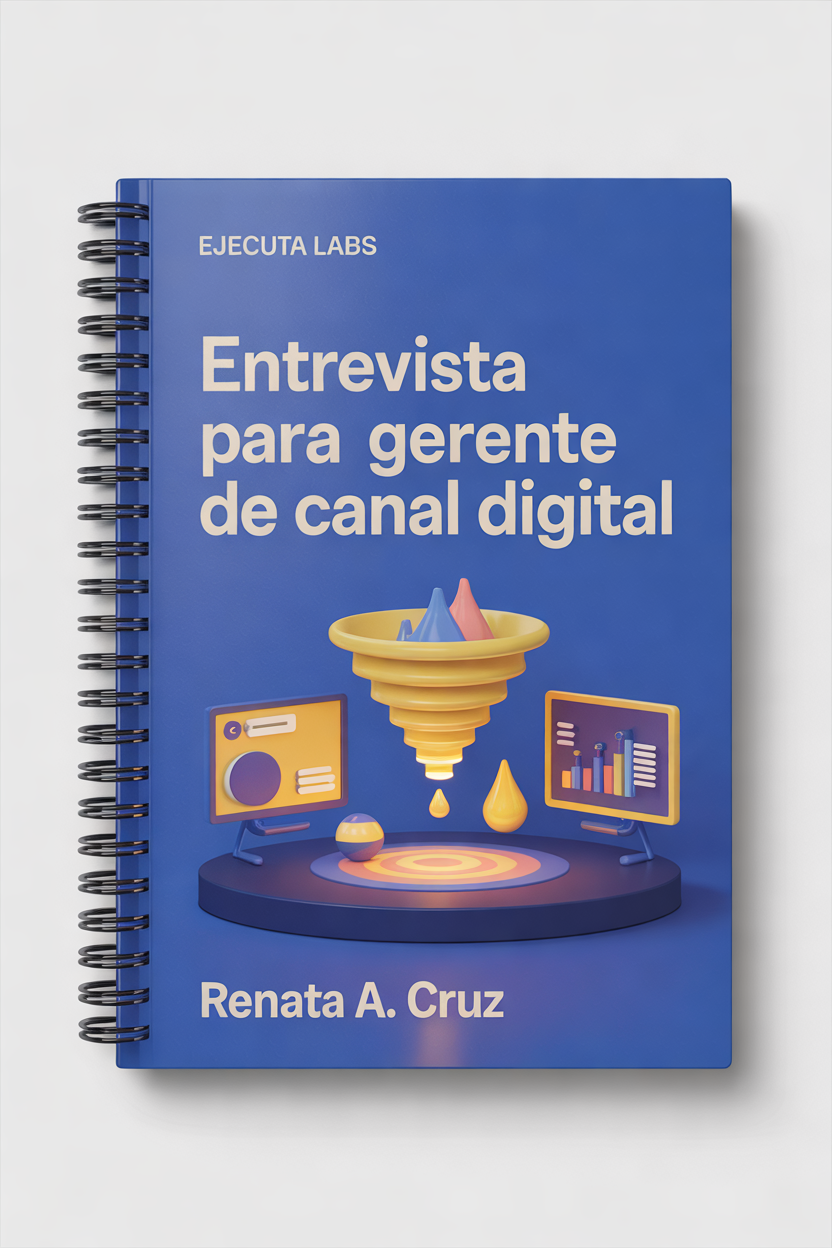 EJECUTA LABS
Entrevista
para gerente
de canal digital
Renata A. Cruz